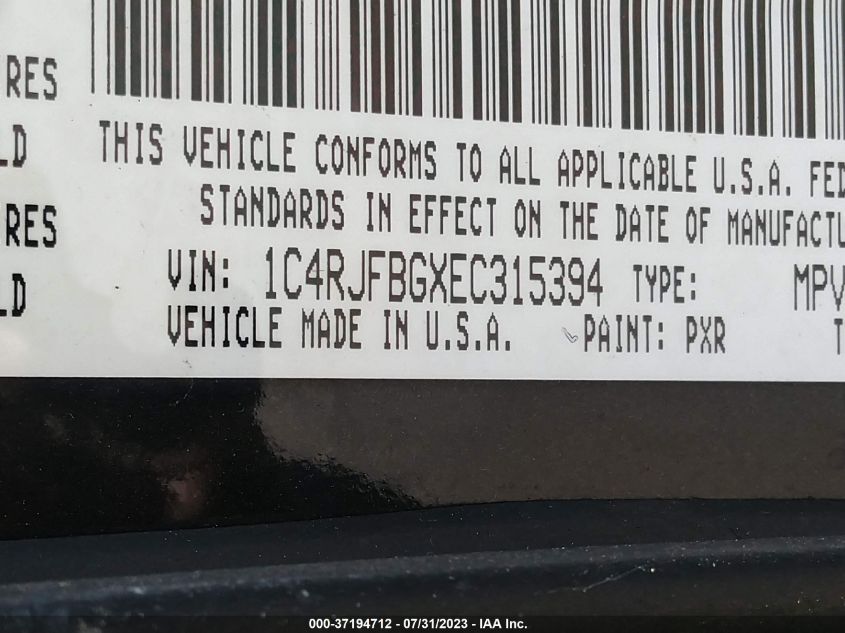 RES
LD
RES
LD
THIS VEHICLE CONFORMS TO ALL APPLICABLE U.S.A. FED
STANDARDS IN EFFECT ON THE DATE OF MANUFACTU
VIN: 1C4RJFBGXEC315394 TYPE: MPV
VEHICLE MADE IN U.S.A. PAINT: PXR T
000-37194712 - 07/31/2023 - IAA Inc.